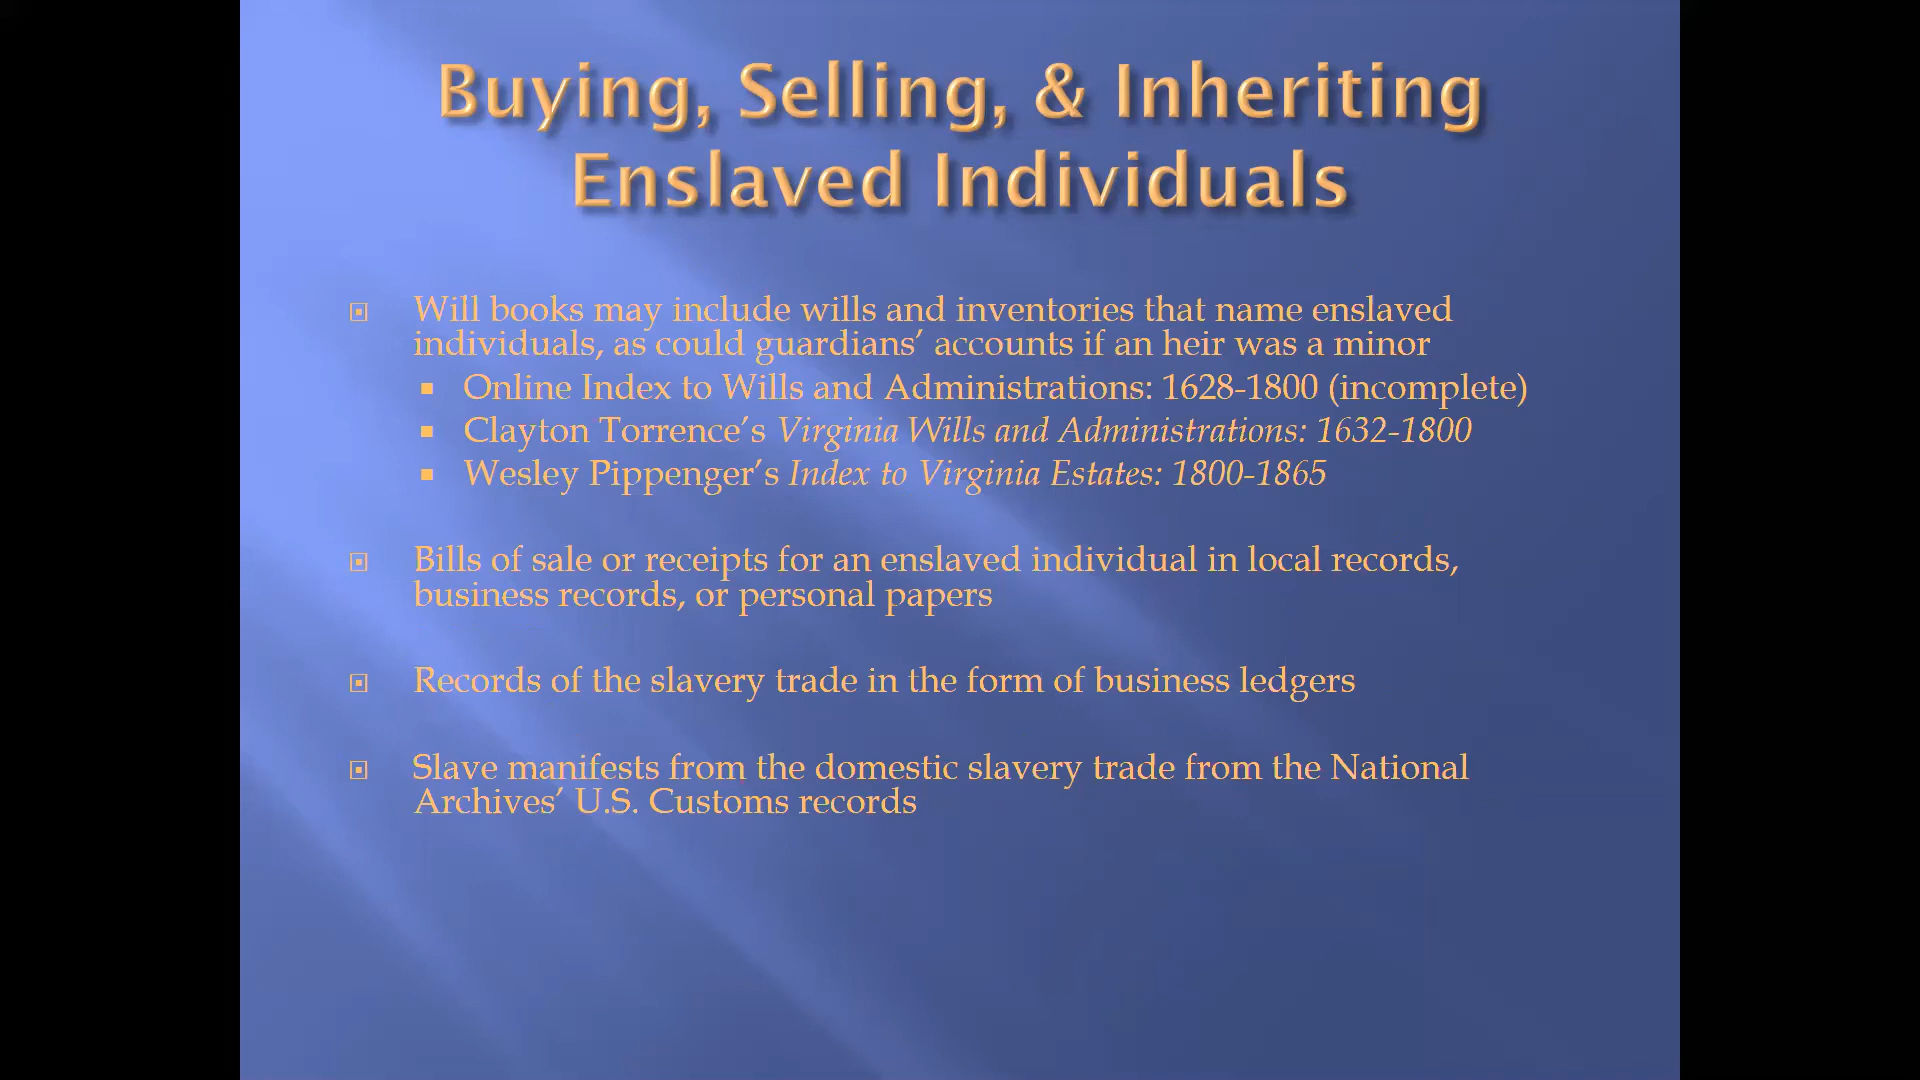 Buying, Selling, & Inheriting
Enslaved Individuals
Will books may include wills and inventories that name enslaved
individuals, as could guardians’ accounts if an heir was a minor
Online Index to Wills and Administrations: 1628-1800 (incomplete)
Clayton Torrence’s Virginia Wills and Administrations: 1632-1800
Wesley Pippenger’s Index to Virginia Estates: 1800-1865
Bills of sale or receipts for an enslaved individual in local records,
business records, or personal papers
Records of the slavery trade in the form of business ledgers
Slave manifests from the domestic slavery trade from the National
Archives’ U.S. Customs records